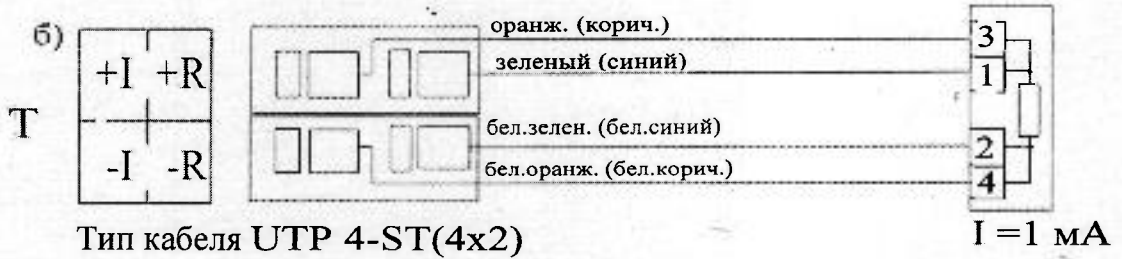 б)
оранж. (корич.)
3
+I +R
зеленый (синий)
1
T
бел.зелен. (бел.синий)
2
-I -R
бел.оранж. (бел.корич.)
4
Тип кабеля UTP 4-ST(4x2)
I =1 мА